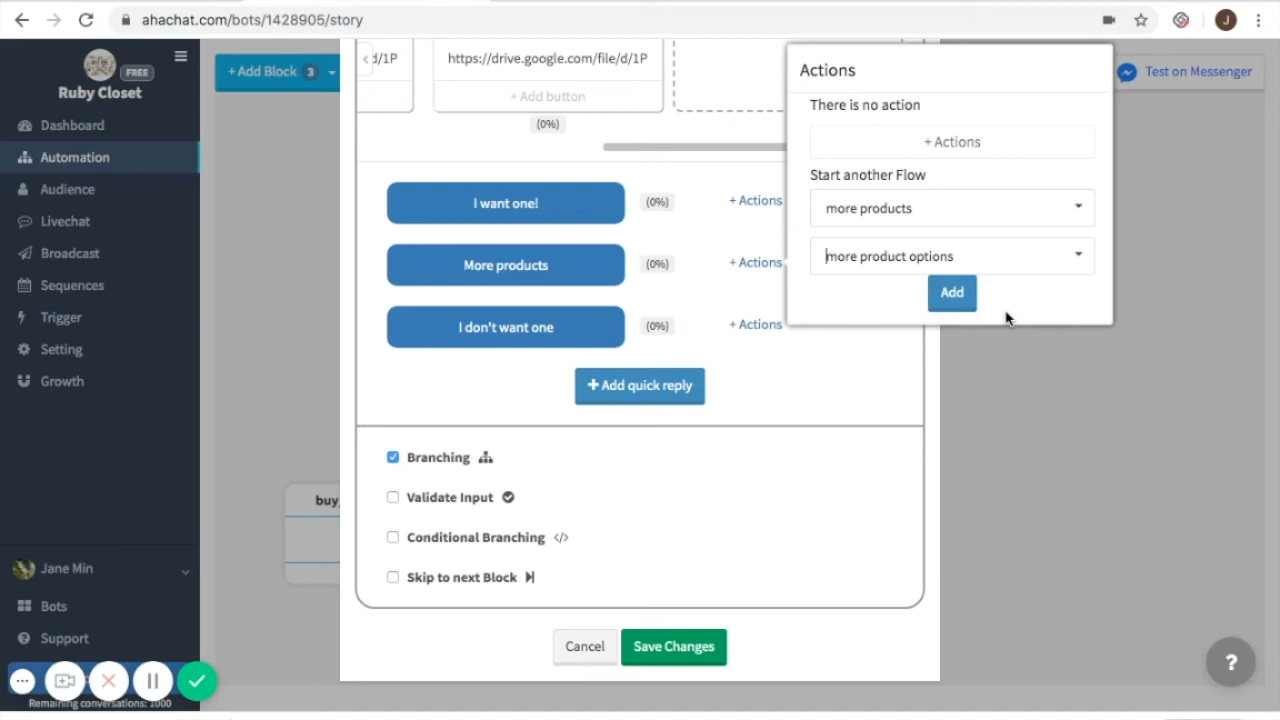 ahachat.com/bots/1428905/story
J
FREE
Ruby Closet
Dashboard
Automation
Audience
Livechat
Broadcast
Sequences
Trigger
Setting
Growth
Jane Min
Bots
Support
Remaining conversations: 1000
+ Add Block 3
buy,
d/1P
https://drive.google.com/file/d/1P
+ Add button
(0%)
I want one!
(0%)
+ Actions
More products
(0%)
+ Actions
I don't want one
(0%)
+ Actions
+ Add quick reply
Branching
Validate Input
Conditional Branching </>
Skip to next Block
Cancel
Save Changes
Actions
There is no action
+ Actions
Start another Flow
more products
more product options
Add
Test on Messenger
?